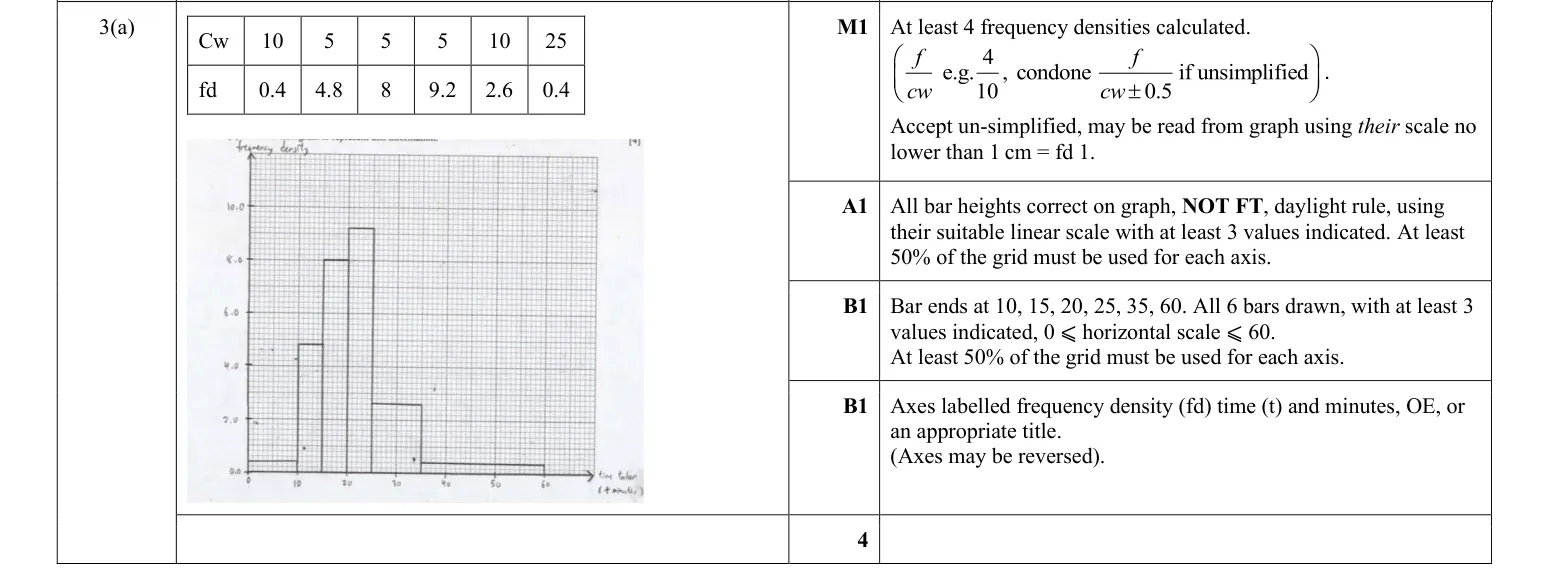 3(a)
Cw 10 5 5 5 10 25
fd 0.4 4.8 8 9.2 2.6 0.4
[4]
frequency density
10.0
8.0
6.0
4.0
2.0
0.0
0 10 20 30 40 50 60
time taken
(t minutes)
M1 At least 4 frequency densities calculated.
( f/cw e.g. 4/10 , condone f/(cw ± 0.5) if unsimplified ) .
Accept un-simplified, may be read from graph using their scale no
lower than 1 cm = fd 1.
A1 All bar heights correct on graph, NOT FT, daylight rule, using
their suitable linear scale with at least 3 values indicated. At least
50% of the grid must be used for each axis.
B1 Bar ends at 10, 15, 20, 25, 35, 60. All 6 bars drawn, with at least 3
values indicated, 0 ⩽ horizontal scale ⩽ 60.
At least 50% of the grid must be used for each axis.
B1 Axes labelled frequency density (fd) time (t) and minutes, OE, or
an appropriate title.
(Axes may be reversed).
4